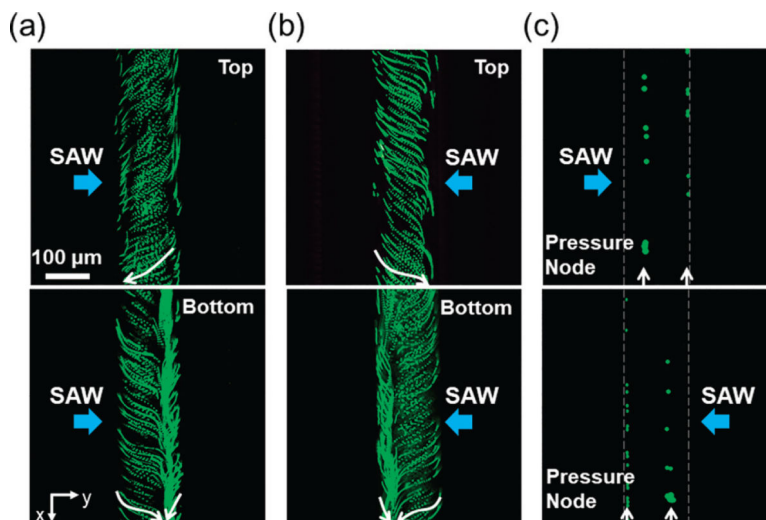 (a)
(b)
(c)
Top
SAW
100 µm
Top
SAW
SAW
Pressure
Node
Bottom
SAW
x
y
Bottom
SAW
SAW
Pressure
Node